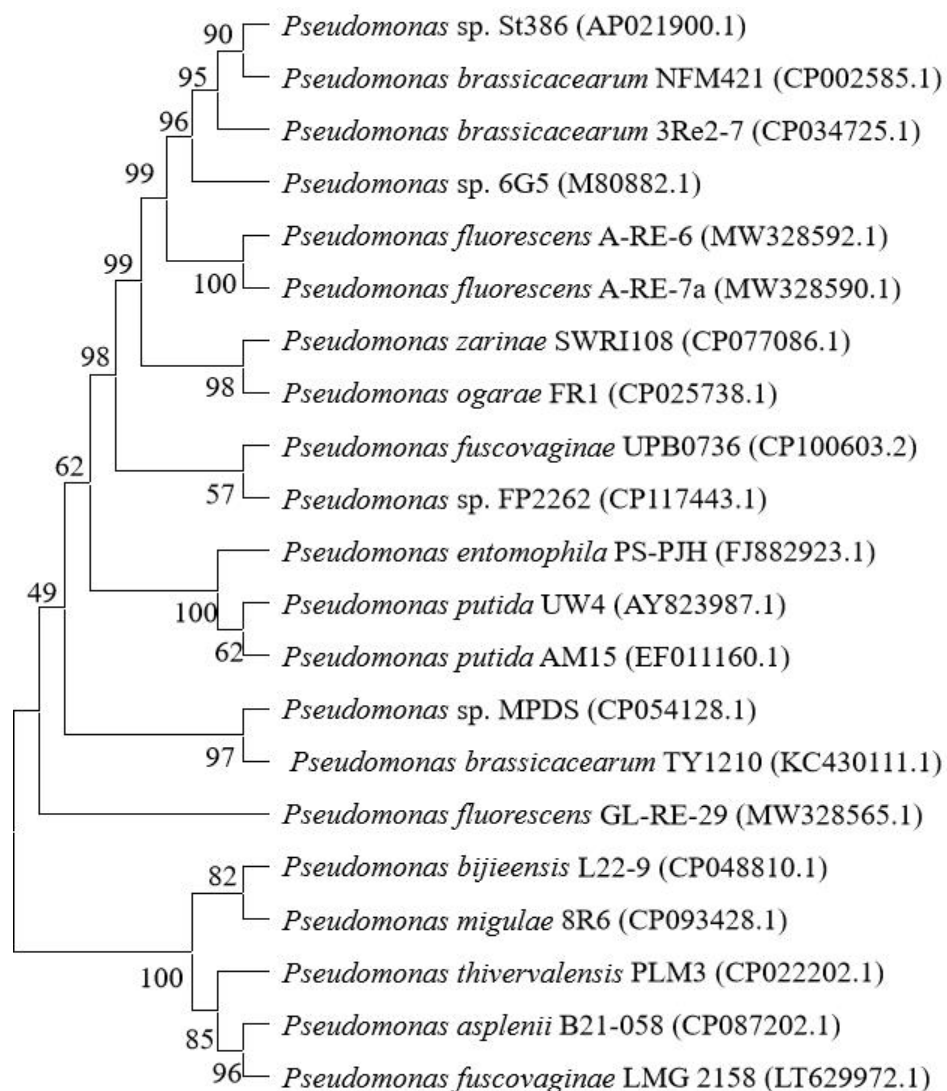 90
Pseudomonas sp. St386 (AP021900.1)
95
Pseudomonas brassicacearum NFM421 (CP002585.1)
96
Pseudomonas brassicacearum 3Re2-7 (CP034725.1)
99
Pseudomonas sp. 6G5 (M80882.1)
Pseudomonas fluorescens A-RE-6 (MW328592.1)
99
100
Pseudomonas fluorescens A-RE-7a (MW328590.1)
Pseudomonas zarinae SWRI108 (CP077086.1)
98
98
Pseudomonas ogarae FR1 (CP025738.1)
Pseudomonas fuscovaginae UPB0736 (CP100603.2)
62
57
Pseudomonas sp. FP2262 (CP117443.1)
Pseudomonas entomophila PS-PJH (FJ882923.1)
49
100
Pseudomonas putida UW4 (AY823987.1)
62
Pseudomonas putida AM15 (EF011160.1)
Pseudomonas sp. MPDS (CP054128.1)
97
Pseudomonas brassicacearum TY1210 (KC430111.1)
Pseudomonas fluorescens GL-RE-29 (MW328565.1)
82
Pseudomonas bijieensis L22-9 (CP048810.1)
Pseudomonas migulae 8R6 (CP093428.1)
100
Pseudomonas thivervalensis PLM3 (CP022202.1)
85
Pseudomonas asplenii B21-058 (CP087202.1)
96
Pseudomonas fuscovaginae LMG 2158 (LT629972.1)